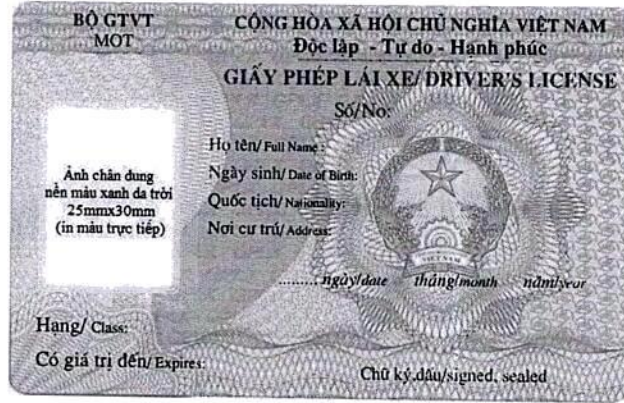 BỘ GTVT
MOT
CỘNG HÒA XÃ HỘI CHỦ NGHĨA VIỆT NAM
Độc lập - Tự do - Hạnh phúc
GIẤY PHÉP LÁI XE/ DRIVER'S LICENSE
Số/No:
Họ tên/ Full Name :
Ngày sinh/ Date of Birth:
Quốc tịch/ Nationality:
Nơi cư trú/ Address:
Ảnh chân dung
nền màu xanh da trời
25mmx30mm
(in màu trực tiếp)
VIET NAM
......... ngày/date tháng/month năm/year
Hạng/ Class:
Có giá trị đến/ Expires:
Chữ ký,dấu/signed, sealed